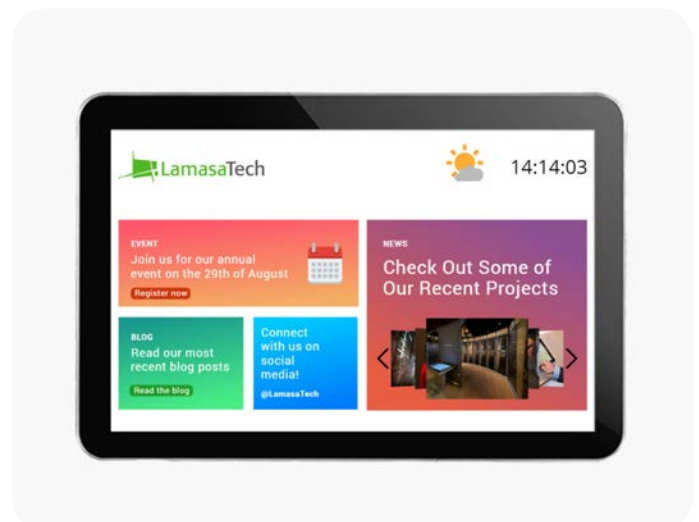 LamasaTech
14:14:03
EVENT
Join us for our annual
event on the 29th of August
Register now
BLOG
Read our most
recent blog posts
Read the blog
Connect
with us on
social
media!
@LamasaTech
NEWS
Check Out Some of
Our Recent Projects